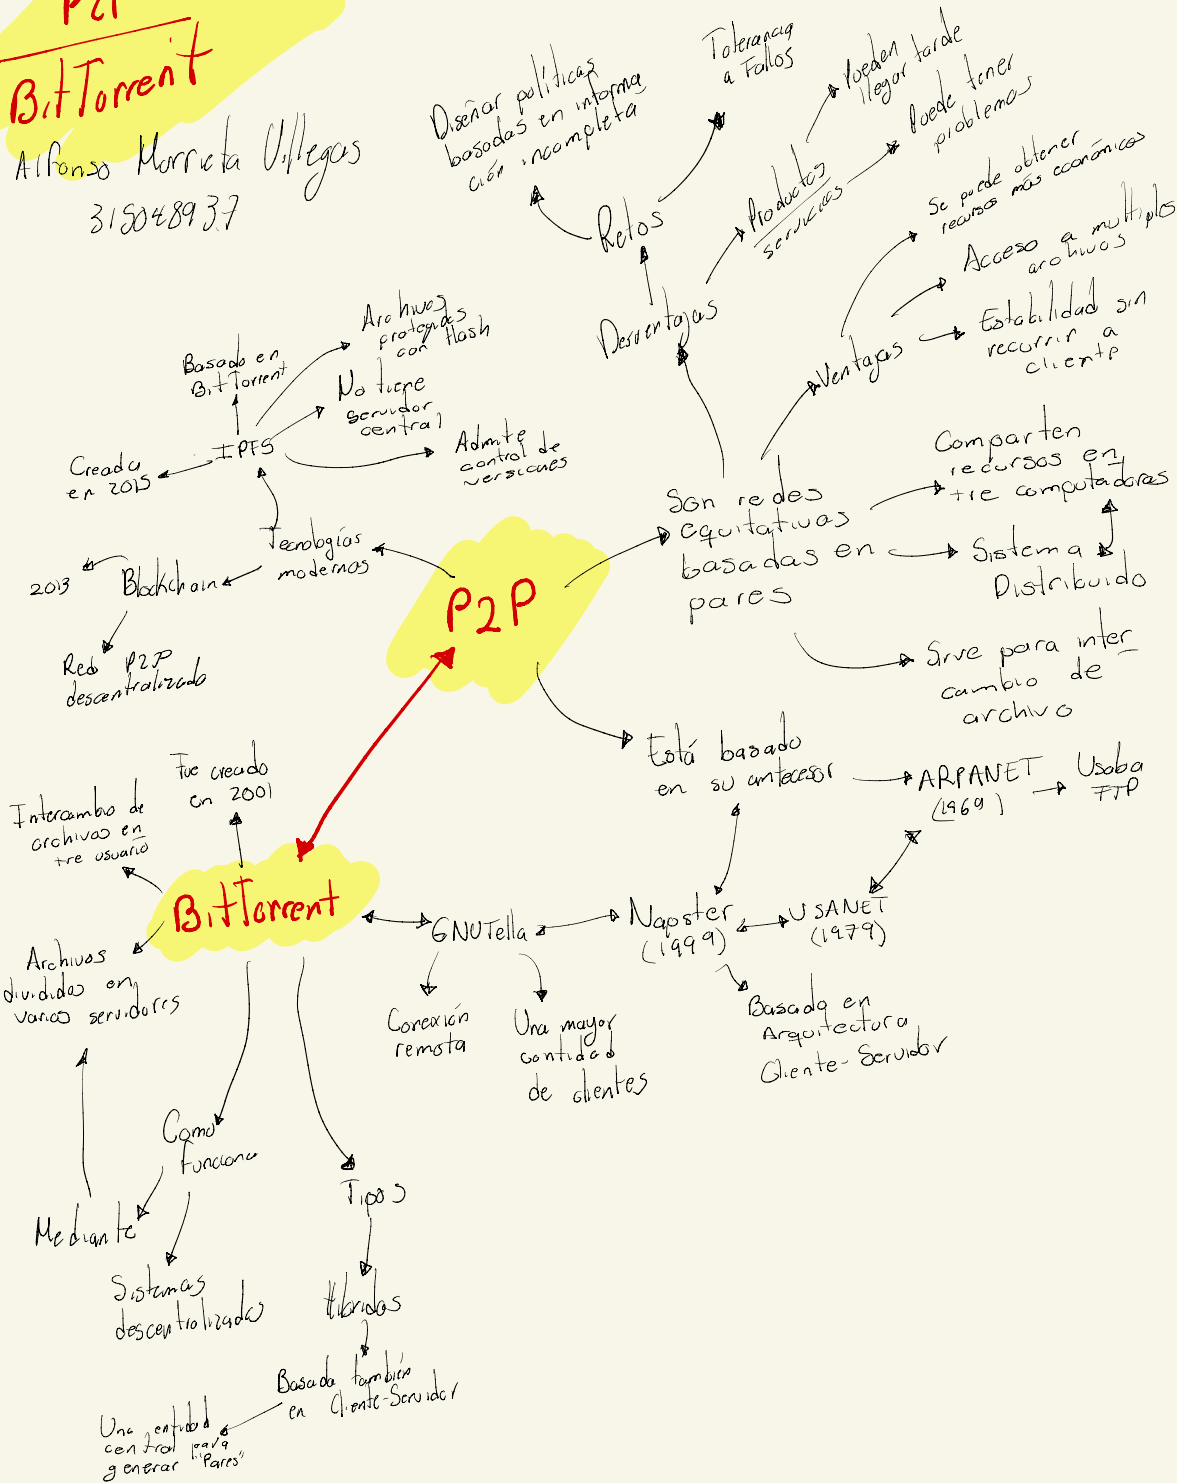 P2P
BitTorrent
Alfonso Murrieta Villegas
315048937
Diseñar políticas
basadas en informa
ción incompleta
Tolerancia
a Fallos
Pueden
llegar tarde
Puede tener
problemas
Retos
Productos
servicios
Se puede obtener
recursos más económicos
Acceso a multiples
archivos
Estabilidad sin
recurrir a
cliente
Desventajas
Ventajas
Archivos
protegidos
con Hash
Basado en
BitTorrent
No tiene
servidor
central
IPFS
Admite
control de
versiones
Creada
en 2015
Tecnologías
modernas
Blockchain
2013
Red P2P
descentralizada
P2P
Son redes
equitativas
basadas en
pares
Comparten
recursos en
tre computadoras
Sistema
Distribuido
Sirve para inter
cambio de
archivo
Está basado
en su antecesor
ARPANET
(1969)
Usaba
FTP
Fue creado
en 2001
Intercambio de
archivos en
tre usuario
BitTorrent
GNUTella
Napster
(1999)
USANET
(1979)
Archivos
divididos en
varios servidores
Conexión
remota
Una mayor
cantidad
de clientes
Basado en
Arquitectura
Cliente-Servidor
Como
funciona
Tipos
Mediante
Sistemas
descentralizados
Híbridos
Basada también
en Cliente-Servidor
Una entidad
central para
generar "Pares"